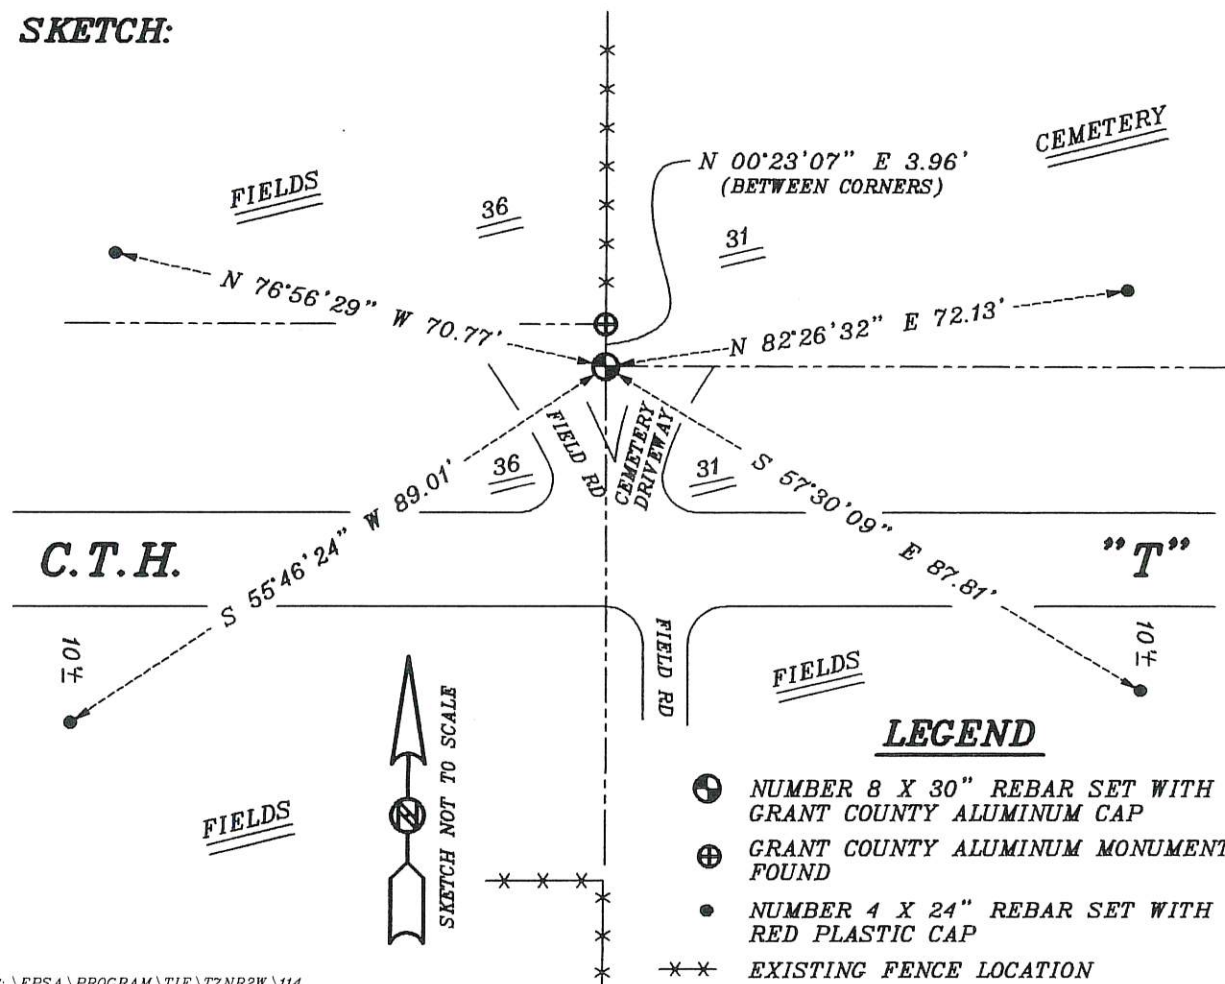 SKETCH:
CEMETERY
N 00°23'07" E 3.96'
(BETWEEN CORNERS)
FIELDS
36
31
N 76°56'29" W 70.77'
N 82°26'32" E 72.13'
FIELD RD
CEMETERY
DRIVEWAY
36
31
S 55°46'24" W 89.01'
S 57°30'09" E 87.81'
C.T.H.
"T"
10'±
10'±
FIELD RD
FIELDS
FIELDS
N
SKETCH NOT TO SCALE
LEGEND
NUMBER 8 X 30" REBAR SET WITH
GRANT COUNTY ALUMINUM CAP
GRANT COUNTY ALUMINUM MONUMENT
FOUND
NUMBER 4 X 24" REBAR SET WITH
RED PLASTIC CAP
EXISTING FENCE LOCATION